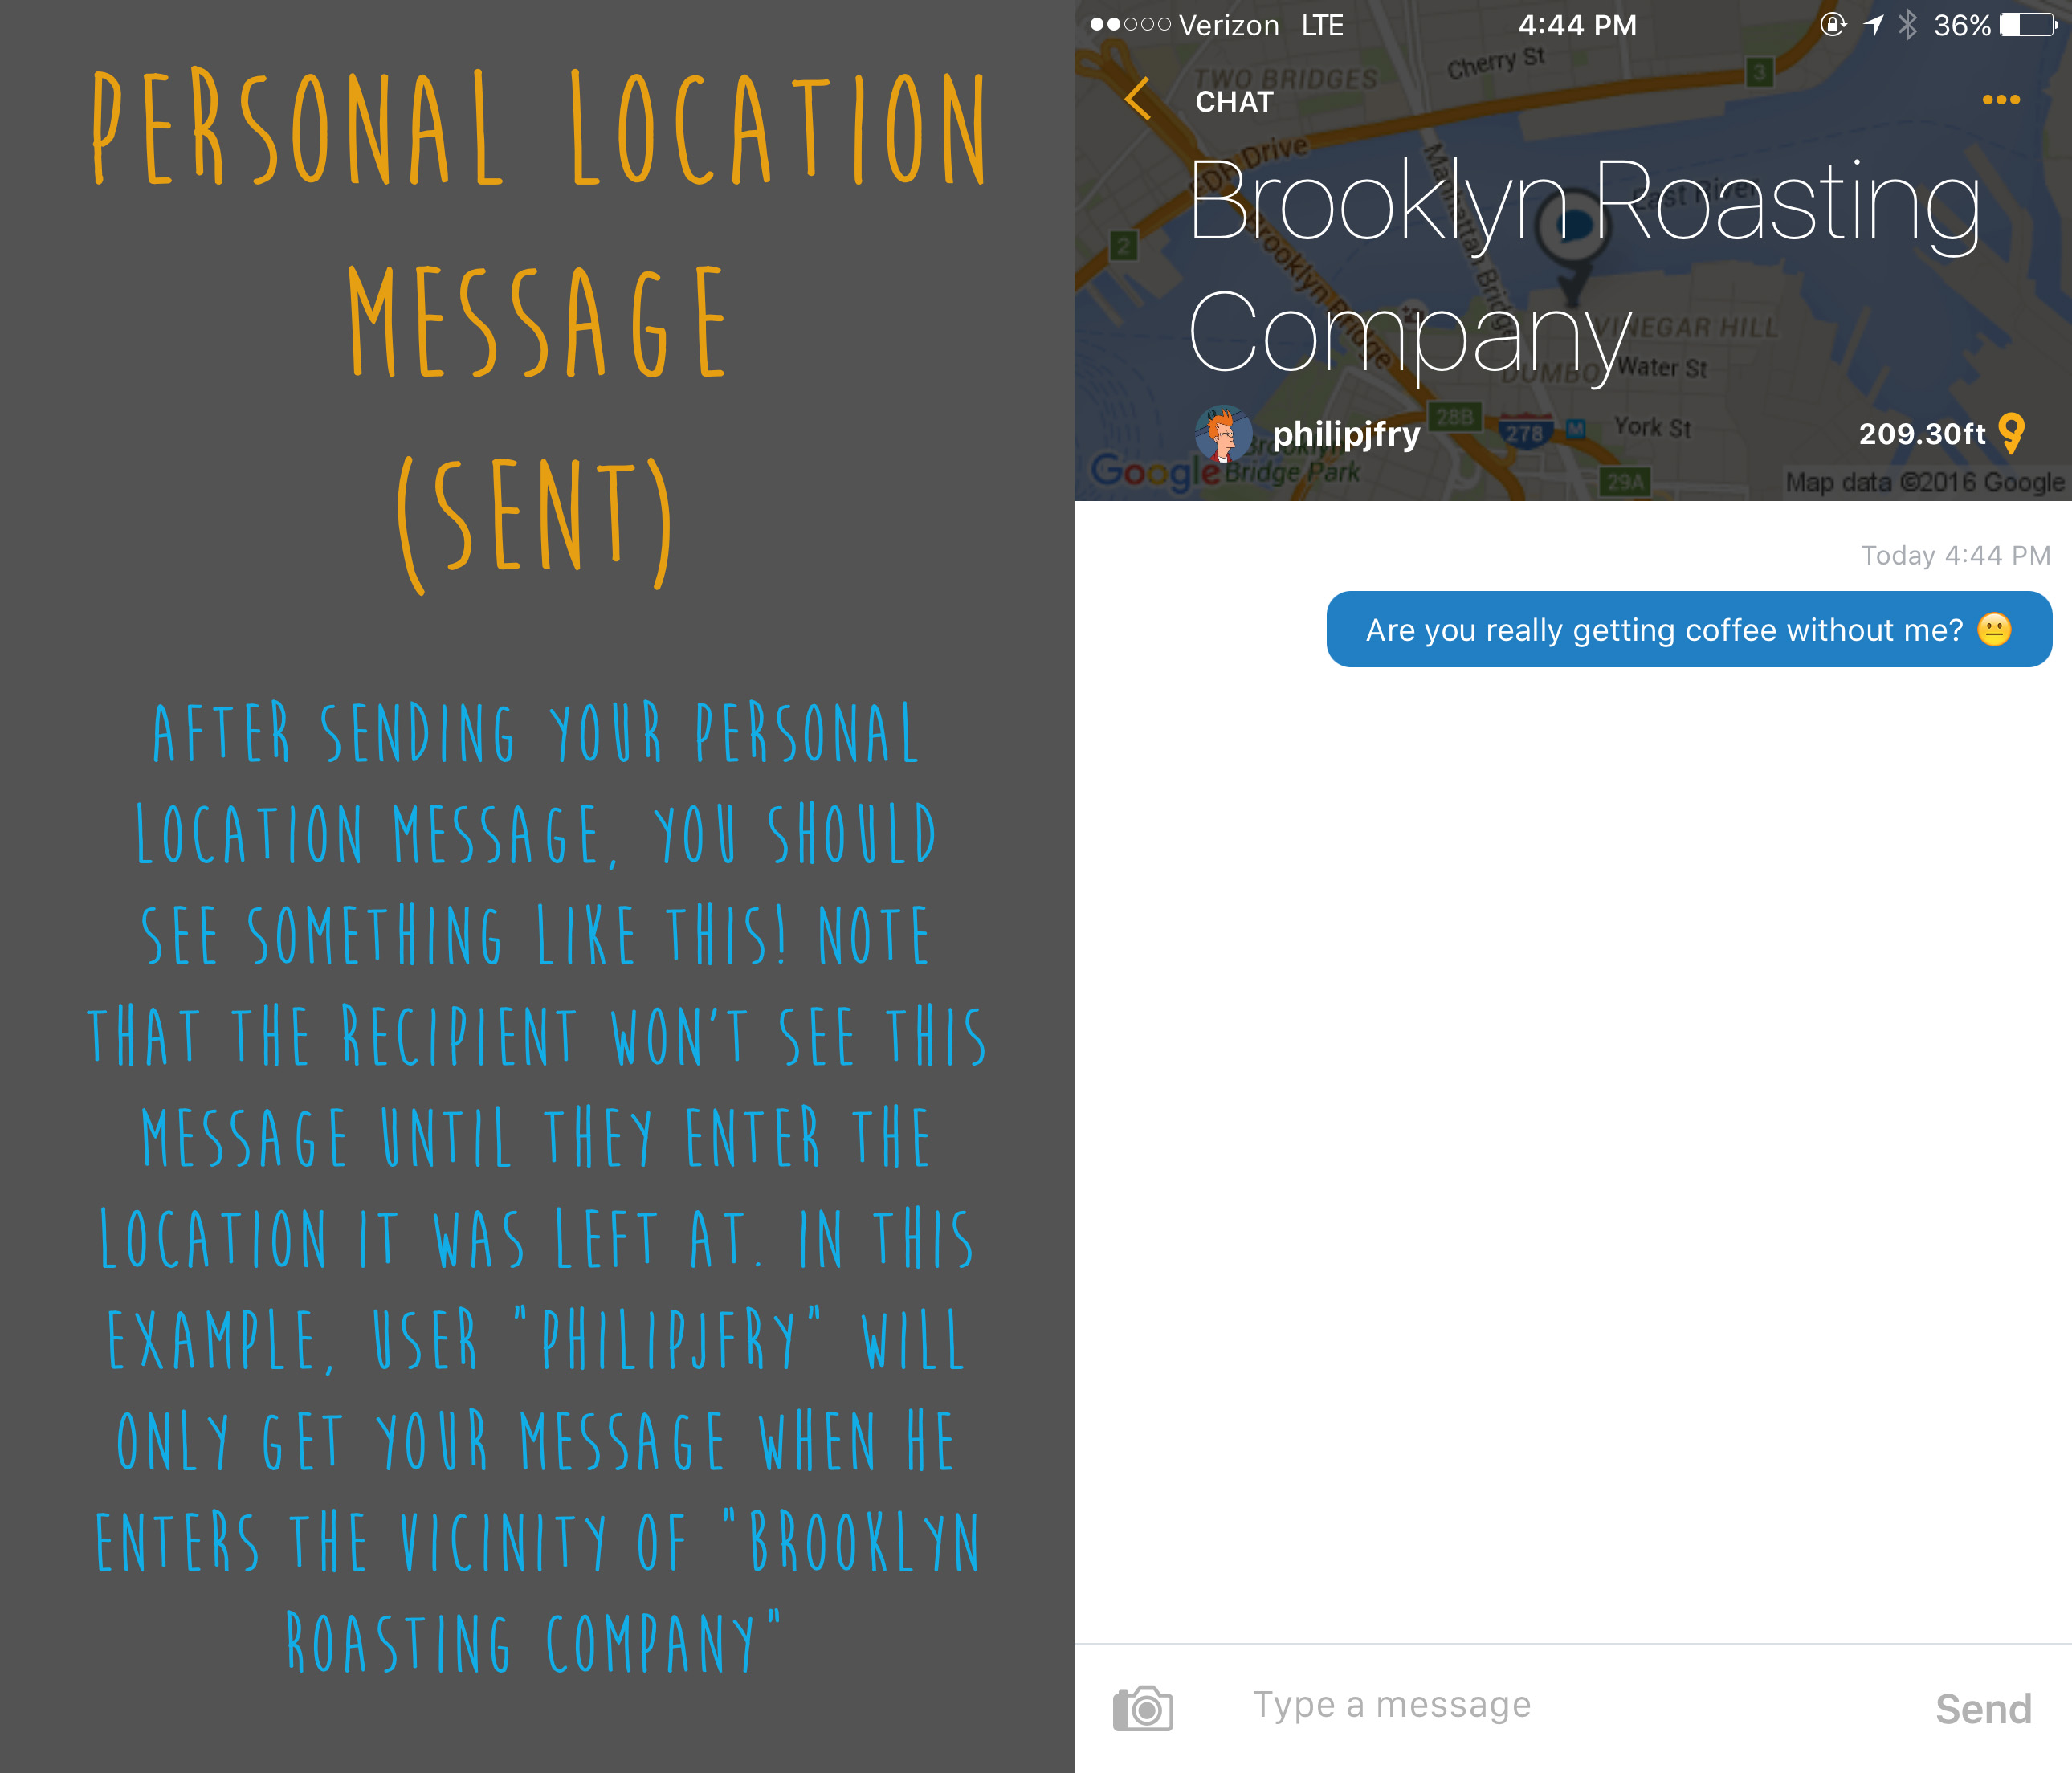 PERSONAL LOCATION
MESSAGE
(SENT)
AFTER SENDING YOUR PERSONAL
LOCATION MESSAGE, YOU SHOULD
SEE SOMETHING LIKE THIS! NOTE
THAT THE RECIPIENT WON'T SEE THIS
MESSAGE UNTIL THEY ENTER THE
LOCATION IT WAS LEFT AT. IN THIS
EXAMPLE, USER "PHILIPJFRY" WILL
ONLY GET YOUR MESSAGE WHEN HE
ENTERS THE VICINITY OF "BROOKLYN
ROASTING COMPANY"
Verizon LTE 4:44 PM 36%
TWO BRIDGES
Cherry St
3
CHAT
FDR Drive
Manhattan Bridge
East River
Brooklyn Roasting
2
Brooklyn Bridge
Company
VINEGAR HILL
DUMBO
Water St
28B
278
M
York St
philipjfry
209.30ft
Brooklyn
Bridge Park
Google
29A
Map data ©2016 Google
Today 4:44 PM
Are you really getting coffee without me? 😐
Type a message
Send